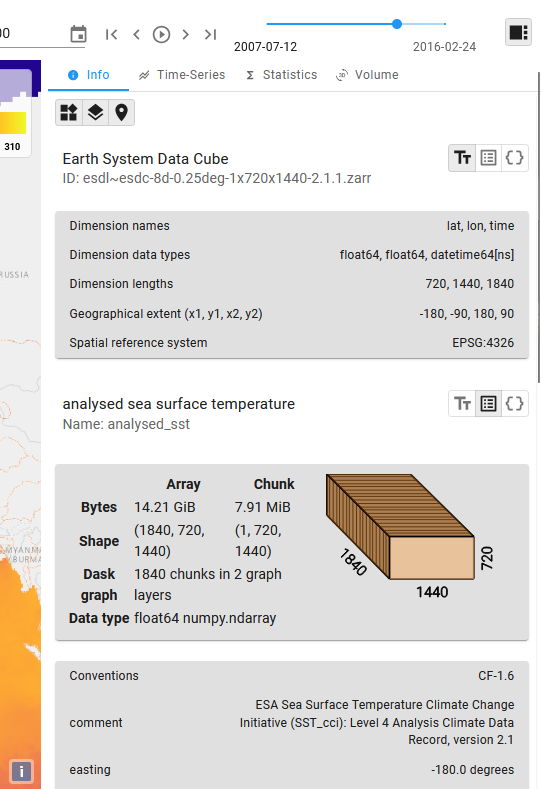 00
2007-07-12
2016-02-24
Info
Time-Series
Σ Statistics
3D Volume
310
Earth System Data Cube
ID: esdl~esdc-8d-0.25deg-1x720x1440-2.1.1.zarr
Tт
Dimension names lat, lon, time
Dimension data types float64, float64, datetime64[ns]
Dimension lengths 720, 1440, 1840
Geographical extent (x1, y1, x2, y2) -180, -90, 180, 90
Spatial reference system EPSG:4326
RUSSIA
analysed sea surface temperature
Name: analysed_sst
Tт
Array Chunk
Bytes 14.21 GiB 7.91 MiB
Shape (1840, 720, 1440) (1, 720, 1440)
Dask graph 1840 chunks in 2 graph layers
Data type float64 numpy.ndarray
1840
720
1440
MYANMA
/BURMA
Conventions CF-1.6
comment ESA Sea Surface Temperature Climate Change
Initiative (SST_cci): Level 4 Analysis Climate Data
Record, version 2.1
easting -180.0 degrees
i